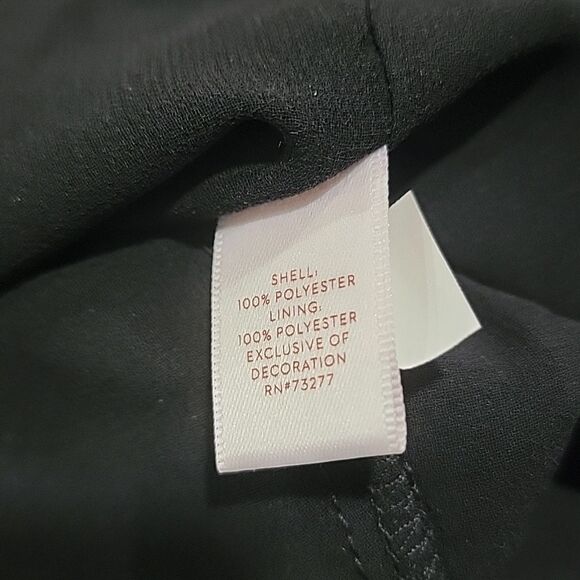 SHELL:
100% POLYESTER
LINING:
100% POLYESTER
EXCLUSIVE OF
DECORATION
RN#73277